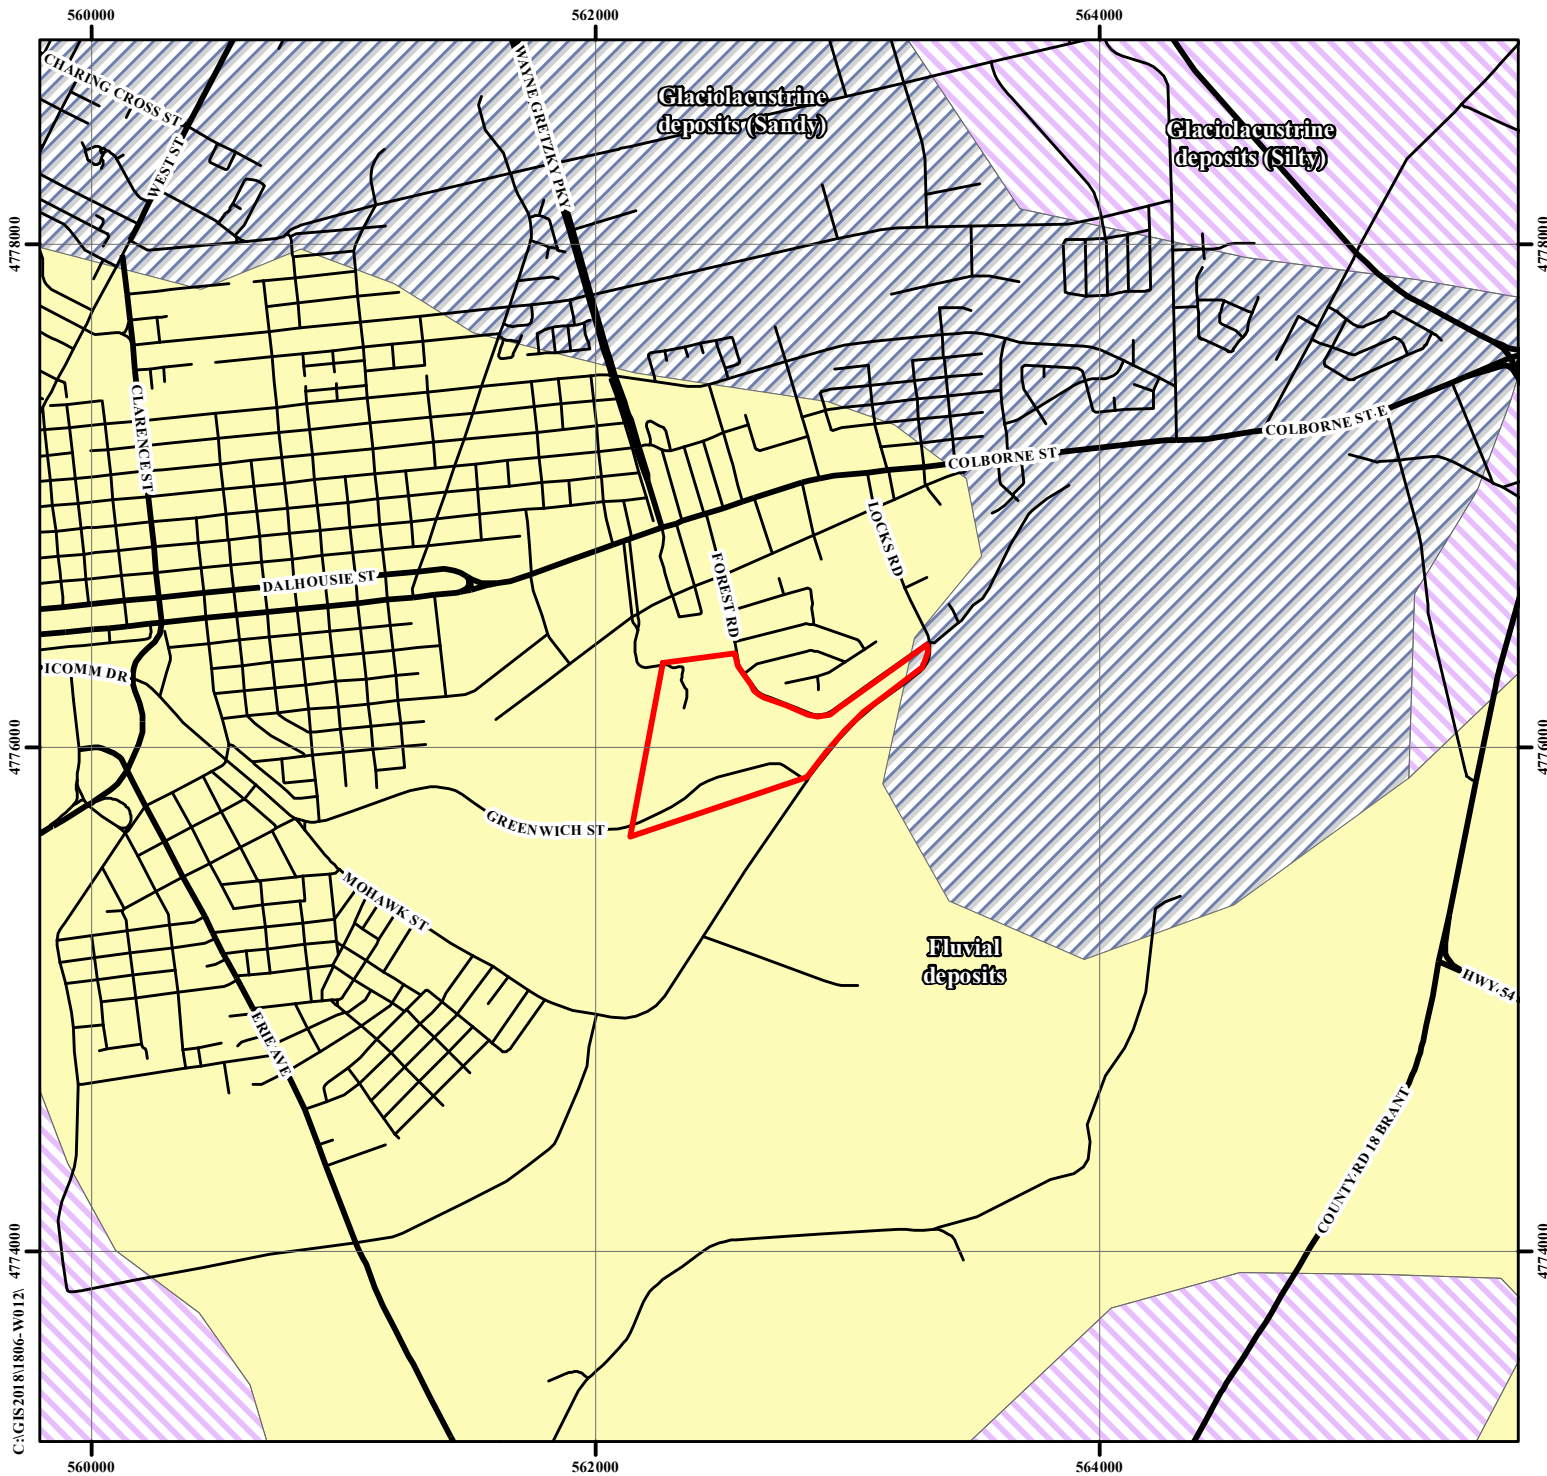 560000
562000
564000
CHARING CROSS ST
WEST ST
WAYNE GRETZKY PKY
Glaciolacustrine
deposits (Sandy)
Glaciolacustrine
deposits (Silty)
4778000
4778000
CLARENCE ST
COLBORNE ST E
COLBORNE ST
LOCKS RD
FOREST RD
DALHOUSIE ST
ICOMM DR
4776000
4776000
GREENWICH ST
MOHAWK ST
Fluvial
deposits
HWY 54
ERIE AVE
COUNTY RD 18 BRANT
4774000
4774000
C:\GIS2018\1806-W012\
560000
562000
564000